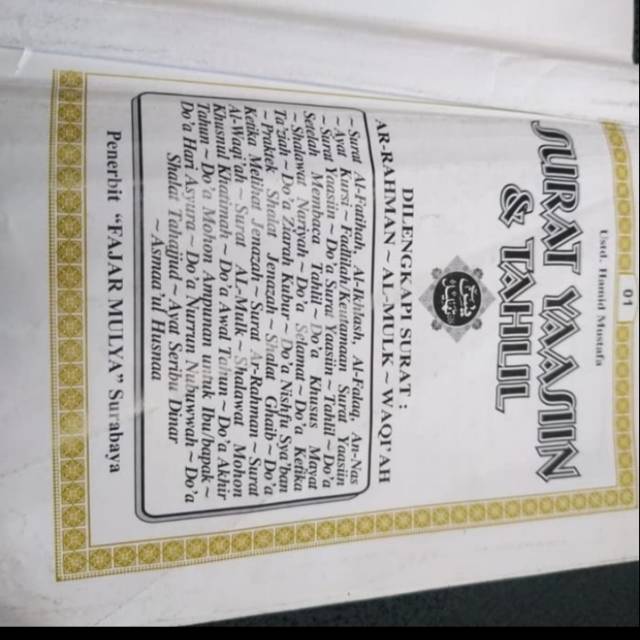 01
Ustd. Hamid Mustafa
SURAT YAASIIN
& TAHLIL
DILENGKAPI SURAT :
AR-RAHMAN ~ AL-MULK ~ WAQI'AH
~ Surat Al-Fatihah, Al-Ikhlash, Al-Falaq, An-Nas
~ Ayat Kursi ~ Fadilah/Keutamaan Surat Yaasiin
~ Surat Yaasiin ~ Do'a Surat Yaasiin ~ Tahlil ~ Do'a
Setelah Membaca Tahlil ~ Do'a Khusus Mayat
~ Shalawat Nariyah ~ Do'a Selamat ~ Do'a Ketika
Ta'ziah ~ Do'a Ziarah Kubur ~ Do'a Nishfu Sya'ban
~ Praktek Shalat Jenazah ~ Shalat Ghaib ~ Do'a
Ketika Melihat Jenazah ~ Surat Ar-Rahman ~ Surat
Al-Waqi'ah ~ Surat AL-Mulk ~ Shalawat Mohon
Khusnul Khatimah ~ Do'a Awal Tahun ~ Do'a Akhir
Tahun ~ Do'a Mohon Ampunan untuk Ibu/bapak ~
Do'a Hari Asyura ~ Do'a Nurrun Nubuwwah ~ Do'a
Shalat Tahajjud ~ Ayat Seribu Dinar
~ Asmaa'ul Husnaa
Penerbit "FAJAR MULYA" Surabaya